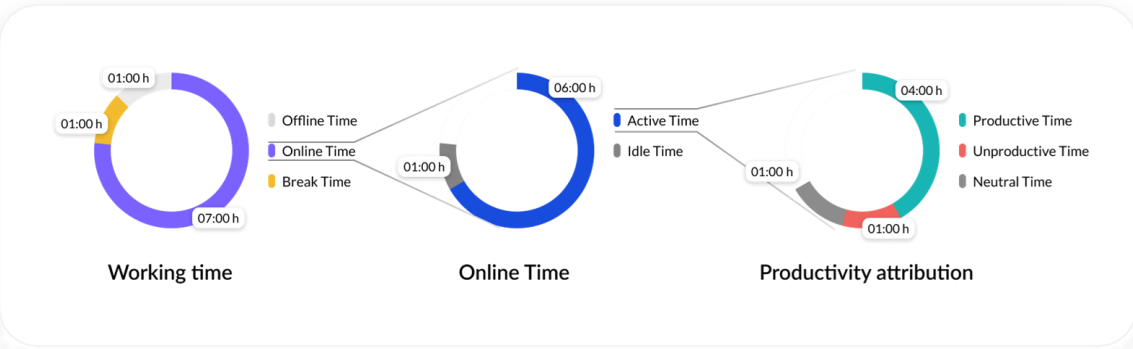 01:00 h
01:00 h
07:00 h
Offline Time
Online Time
Break Time
Working time
06:00 h
01:00 h
Active Time
Idle Time
Online Time
04:00 h
01:00 h
01:00 h
Productive Time
Unproductive Time
Neutral Time
Productivity attribution